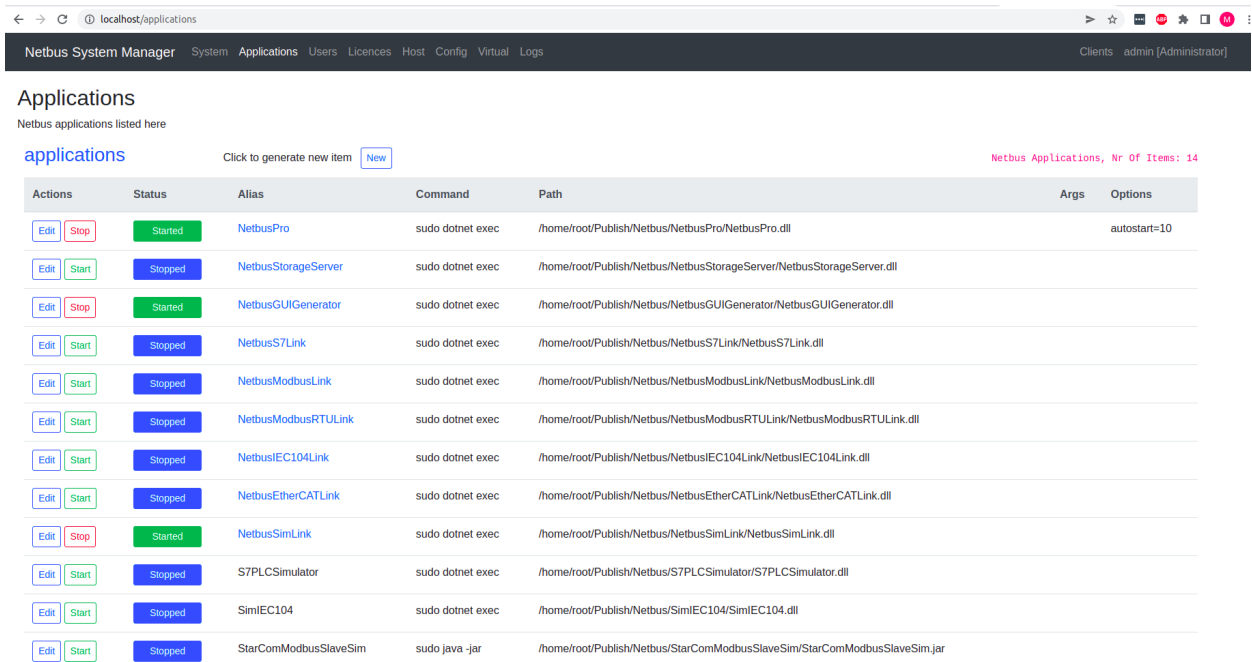 localhost/applications
ABP
M
Netbus System Manager System Applications Users Licences Host Config Virtual Logs Clients admin [Administrator]
Applications
Netbus applications listed here
applications Click to generate new item New Netbus Applications, Nr Of Items: 14
Actions Status Alias Command Path Args Options
Edit Stop Started NetbusPro sudo dotnet exec /home/root/Publish/Netbus/NetbusPro/NetbusPro.dll autostart=10
Edit Start Stopped NetbusStorageServer sudo dotnet exec /home/root/Publish/Netbus/NetbusStorageServer/NetbusStorageServer.dll
Edit Stop Started NetbusGUIGenerator sudo dotnet exec /home/root/Publish/Netbus/NetbusGUIGenerator/NetbusGUIGenerator.dll
Edit Start Stopped NetbusS7Link sudo dotnet exec /home/root/Publish/Netbus/NetbusS7Link/NetbusS7Link.dll
Edit Start Stopped NetbusModbusLink sudo dotnet exec /home/root/Publish/Netbus/NetbusModbusLink/NetbusModbusLink.dll
Edit Start Stopped NetbusModbusRTULink sudo dotnet exec /home/root/Publish/Netbus/NetbusModbusRTULink/NetbusModbusRTULink.dll
Edit Start Stopped NetbusIEC104Link sudo dotnet exec /home/root/Publish/Netbus/NetbusIEC104Link/NetbusIEC104Link.dll
Edit Start Stopped NetbusEtherCATLink sudo dotnet exec /home/root/Publish/Netbus/NetbusEtherCATLink/NetbusEtherCATLink.dll
Edit Stop Started NetbusSimLink sudo dotnet exec /home/root/Publish/Netbus/NetbusSimLink/NetbusSimLink.dll
Edit Start Stopped S7PLCSimulator sudo dotnet exec /home/root/Publish/Netbus/S7PLCSimulator/S7PLCSimulator.dll
Edit Start Stopped SimIEC104 sudo dotnet exec /home/root/Publish/Netbus/SimIEC104/SimIEC104.dll
Edit Start Stopped StarComModbusSlaveSim sudo java -jar /home/root/Publish/Netbus/StarComModbusSlaveSim/StarComModbusSlaveSim.jar